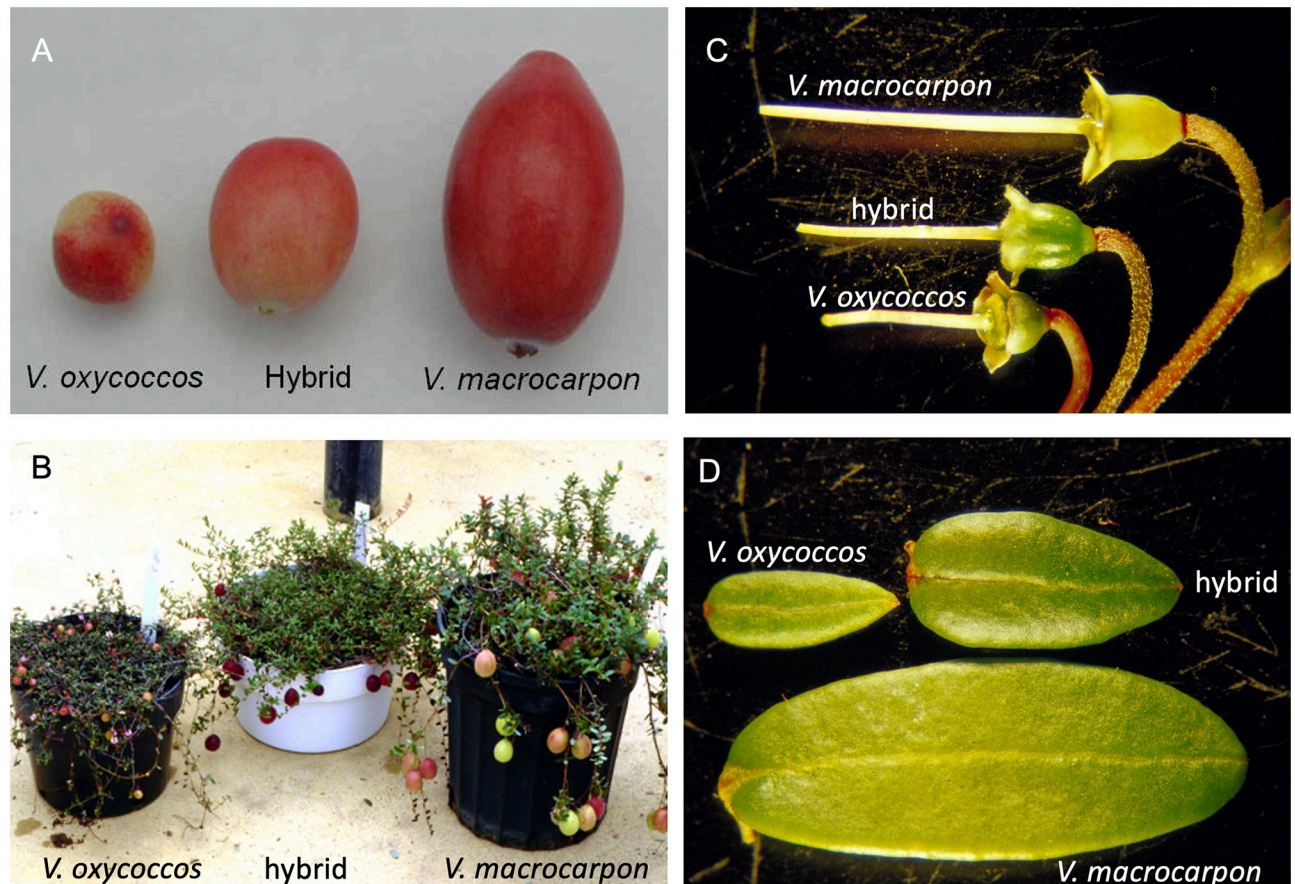 A
V. oxycoccos Hybrid V. macrocarpon
B
V. oxycoccos hybrid V. macrocarpon
C
V. macrocarpon
hybrid
V. oxycoccos
D
V. oxycoccos
hybrid
V. macrocarpon